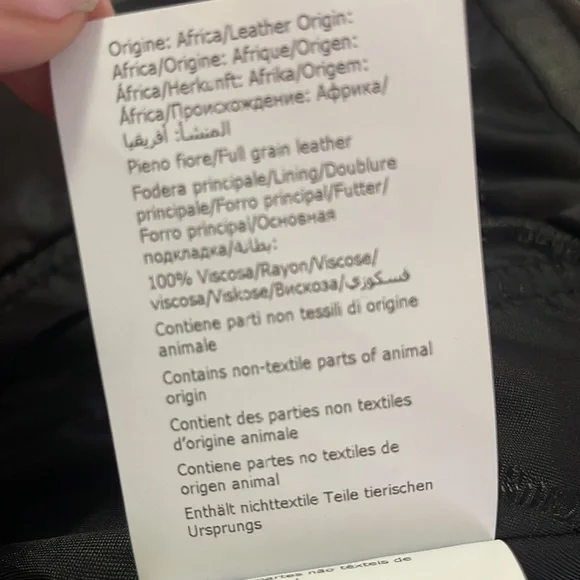 Origine: Africa/Leather Origin:
Africa/Origine: Afrique/Origen:
África/Herkunft: Afrika/Origem:
África/Происхождение: Африка/
المنشأ: أفريقيا
Pieno fiore/Full grain leather
Fodera principale/Lining/Doublure
principale/Forro principal/Futter/
Forro principal/Основная
подкладка/بطانة:
100% Viscosa/Rayon/Viscose/
viscosa/Viskose/Вискоза/فسكوزي
Contiene parti non tessili di origine
animale
Contains non-textile parts of animal
origin
Contient des parties non textiles
d'origine animale
Contiene partes no textiles de
origen animal
Enthält nichttextile Teile tierischen
Ursprungs
partes não têxteis de